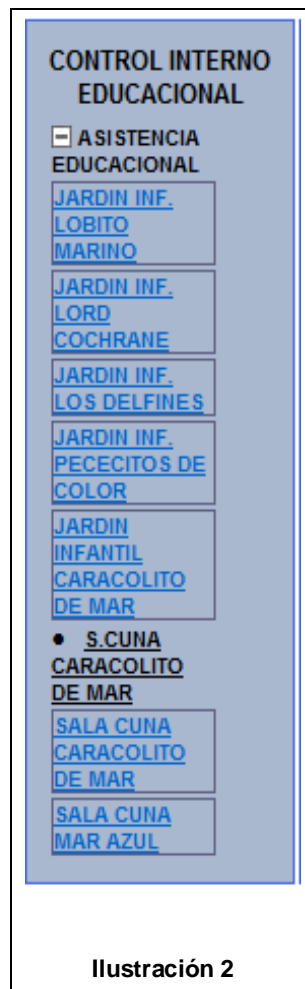 CONTROL INTERNO
EDUCACIONAL
ASISTENCIA
EDUCACIONAL
JARDIN INF.
LOBITO
MARINO
JARDIN INF.
LORD
COCHRANE
JARDIN INF.
LOS DELFINES
JARDIN INF.
PECECITOS DE
COLOR
JARDIN
INFANTIL
CARACOLITO
DE MAR
• S.CUNA
CARACOLITO
DE MAR
SALA CUNA
CARACOLITO
DE MAR
SALA CUNA
MAR AZUL
Ilustración 2